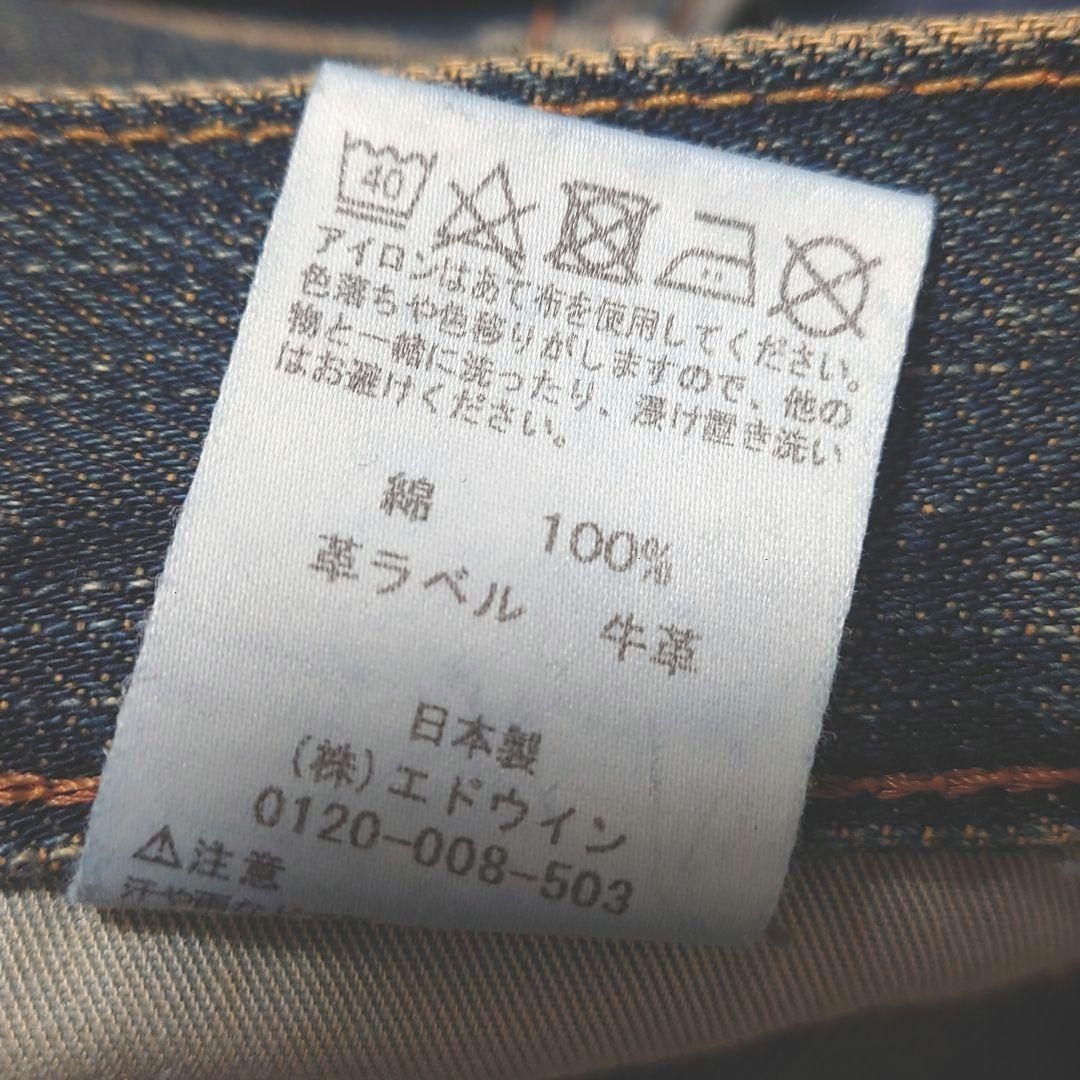 40
アイロンはあて布を使用してください。
色落ちや色移りがしますので、他の
物と一緒に洗ったり、浸け置き洗い
はお避けください。
綿 100%
革ラベル 牛革
日本製
(株)エドウイン
0120-008-503
⚠注意